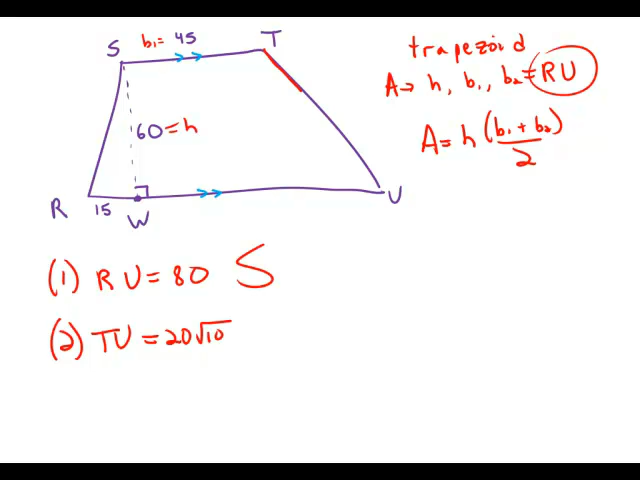 b₁ = 45
S
T
60 = h
R
15
W
U
trapezoid
A → h, b₁, b₂ = RU
A = h (b₁ + b₂)/2
(1) RU = 80 S
(2) TU = 20√10